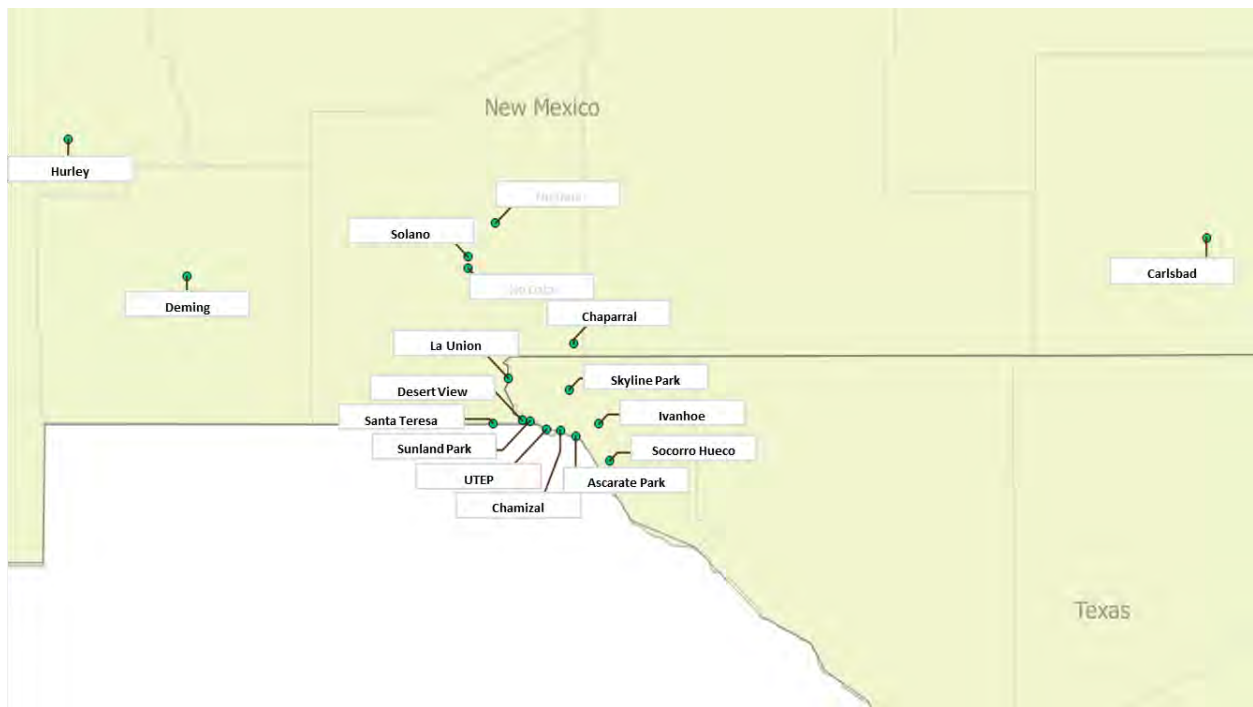 New Mexico
Hurley
Solano
Carlsbad
Deming
Chaparral
La Union
Skyline Park
Desert View
Santa Teresa
Ivanhoe
Sunland Park
Socorro Hueco
UTEP
Ascarate Park
Chamizal
Texas